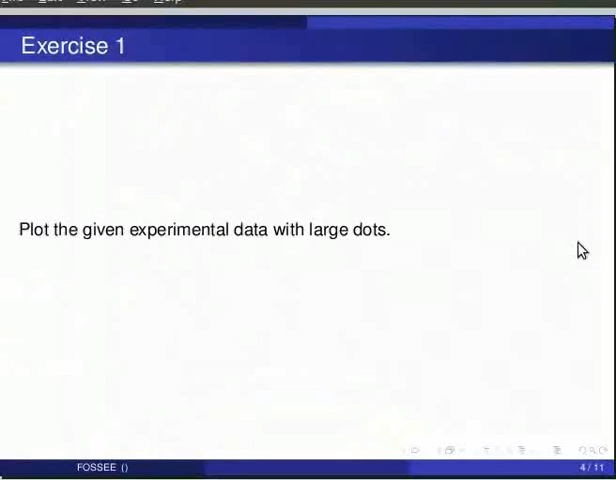 Exercise 1
Plot the given experimental data with large dots.
FOSSEE ()
4 / 11